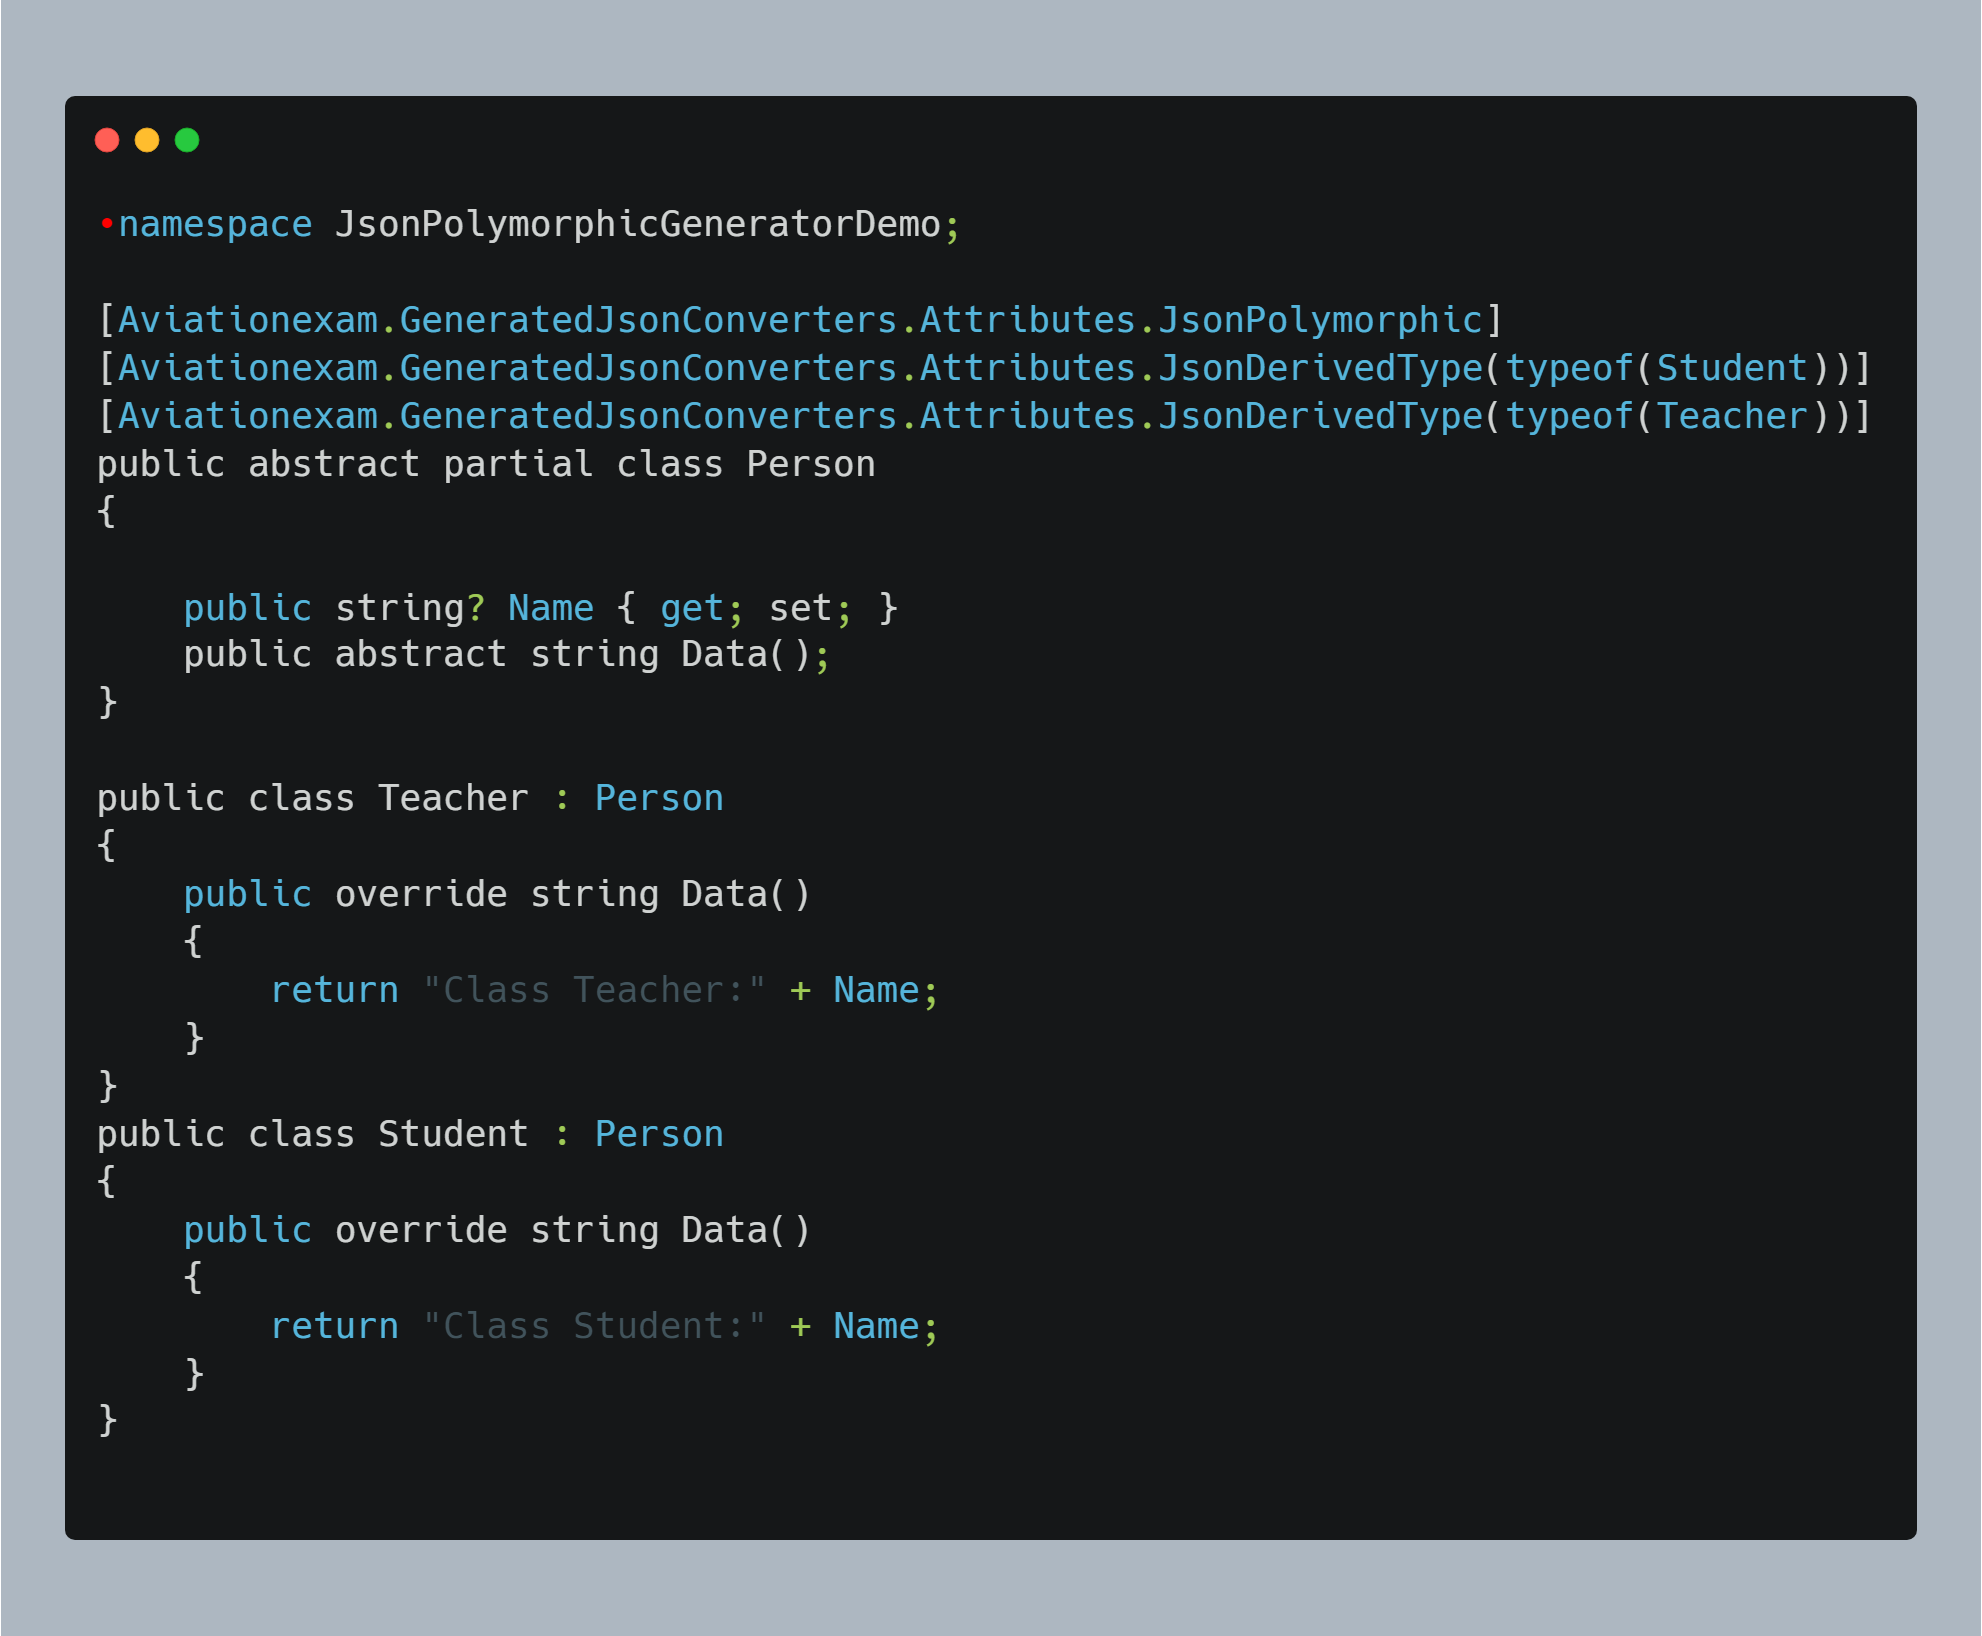 •namespace JsonPolymorphicGeneratorDemo;

[Aviationexam.GeneratedJsonConverters.Attributes.JsonPolymorphic]
[Aviationexam.GeneratedJsonConverters.Attributes.JsonDerivedType(typeof(Student))]
[Aviationexam.GeneratedJsonConverters.Attributes.JsonDerivedType(typeof(Teacher))]
public abstract partial class Person
{

    public string? Name { get; set; }
    public abstract string Data();
}

public class Teacher : Person
{
    public override string Data()
    {
        return "Class Teacher:" + Name;
    }
}
public class Student : Person
{
    public override string Data()
    {
        return "Class Student:" + Name;
    }
}